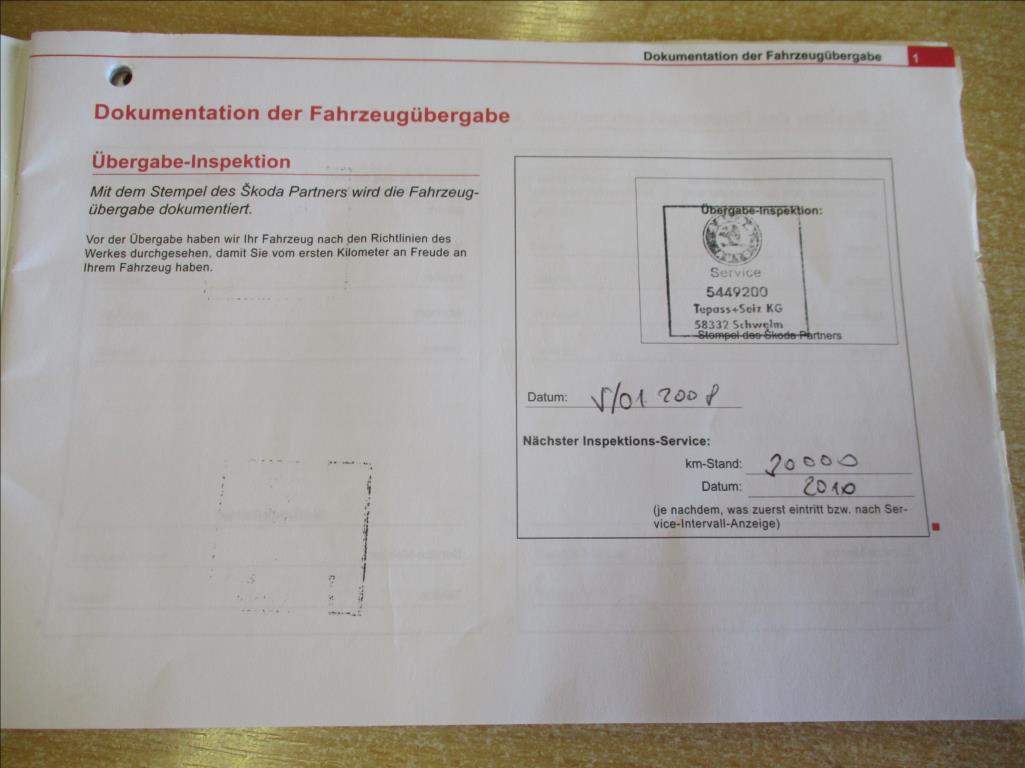 Dokumentation der Fahrzeugübergabe 1
Dokumentation der Fahrzeugübergabe
Übergabe-Inspektion
Mit dem Stempel des Škoda Partners wird die Fahrzeug-
übergabe dokumentiert.
Vor der Übergabe haben wir Ihr Fahrzeug nach den Richtlinien des
Werkes durchgesehen, damit Sie vom ersten Kilometer an Freude an
Ihrem Fahrzeug haben.
Übergabe-Inspektion:
Service
5449200
Tepass+Seiz KG
58332 Schwelm
Stempel des Škoda Partners
Datum: /01 2008
Nächster Inspektions-Service:
km-Stand: 30000
Datum: 2010
(je nachdem, was zuerst eintritt bzw. nach Ser-
vice-Intervall-Anzeige)